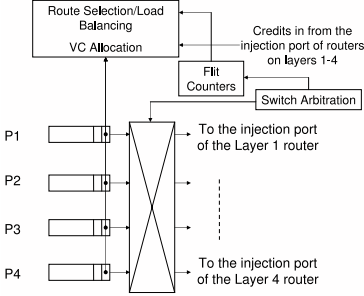 Route Selection/Load
Balancing
VC Allocation
Credits in from the
injection port of routers
on layers 1-4
Flit
Counters
Switch Arbitration
P1
To the injection port
of the Layer 1 router
P2
P3
P4
To the injection port
of the Layer 4 router